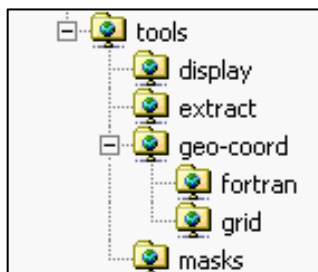 tools
display
extract
geo-coord
fortran
grid
masks